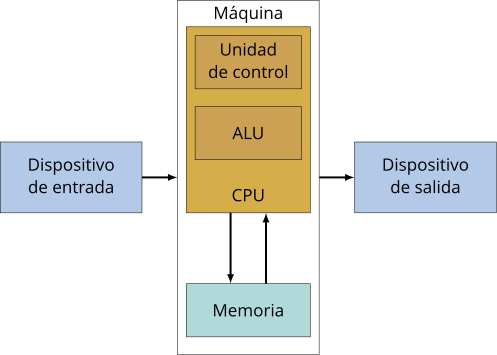 Máquina
Unidad
de control
ALU
CPU
Dispositivo
de entrada
Dispositivo
de salida
Memoria